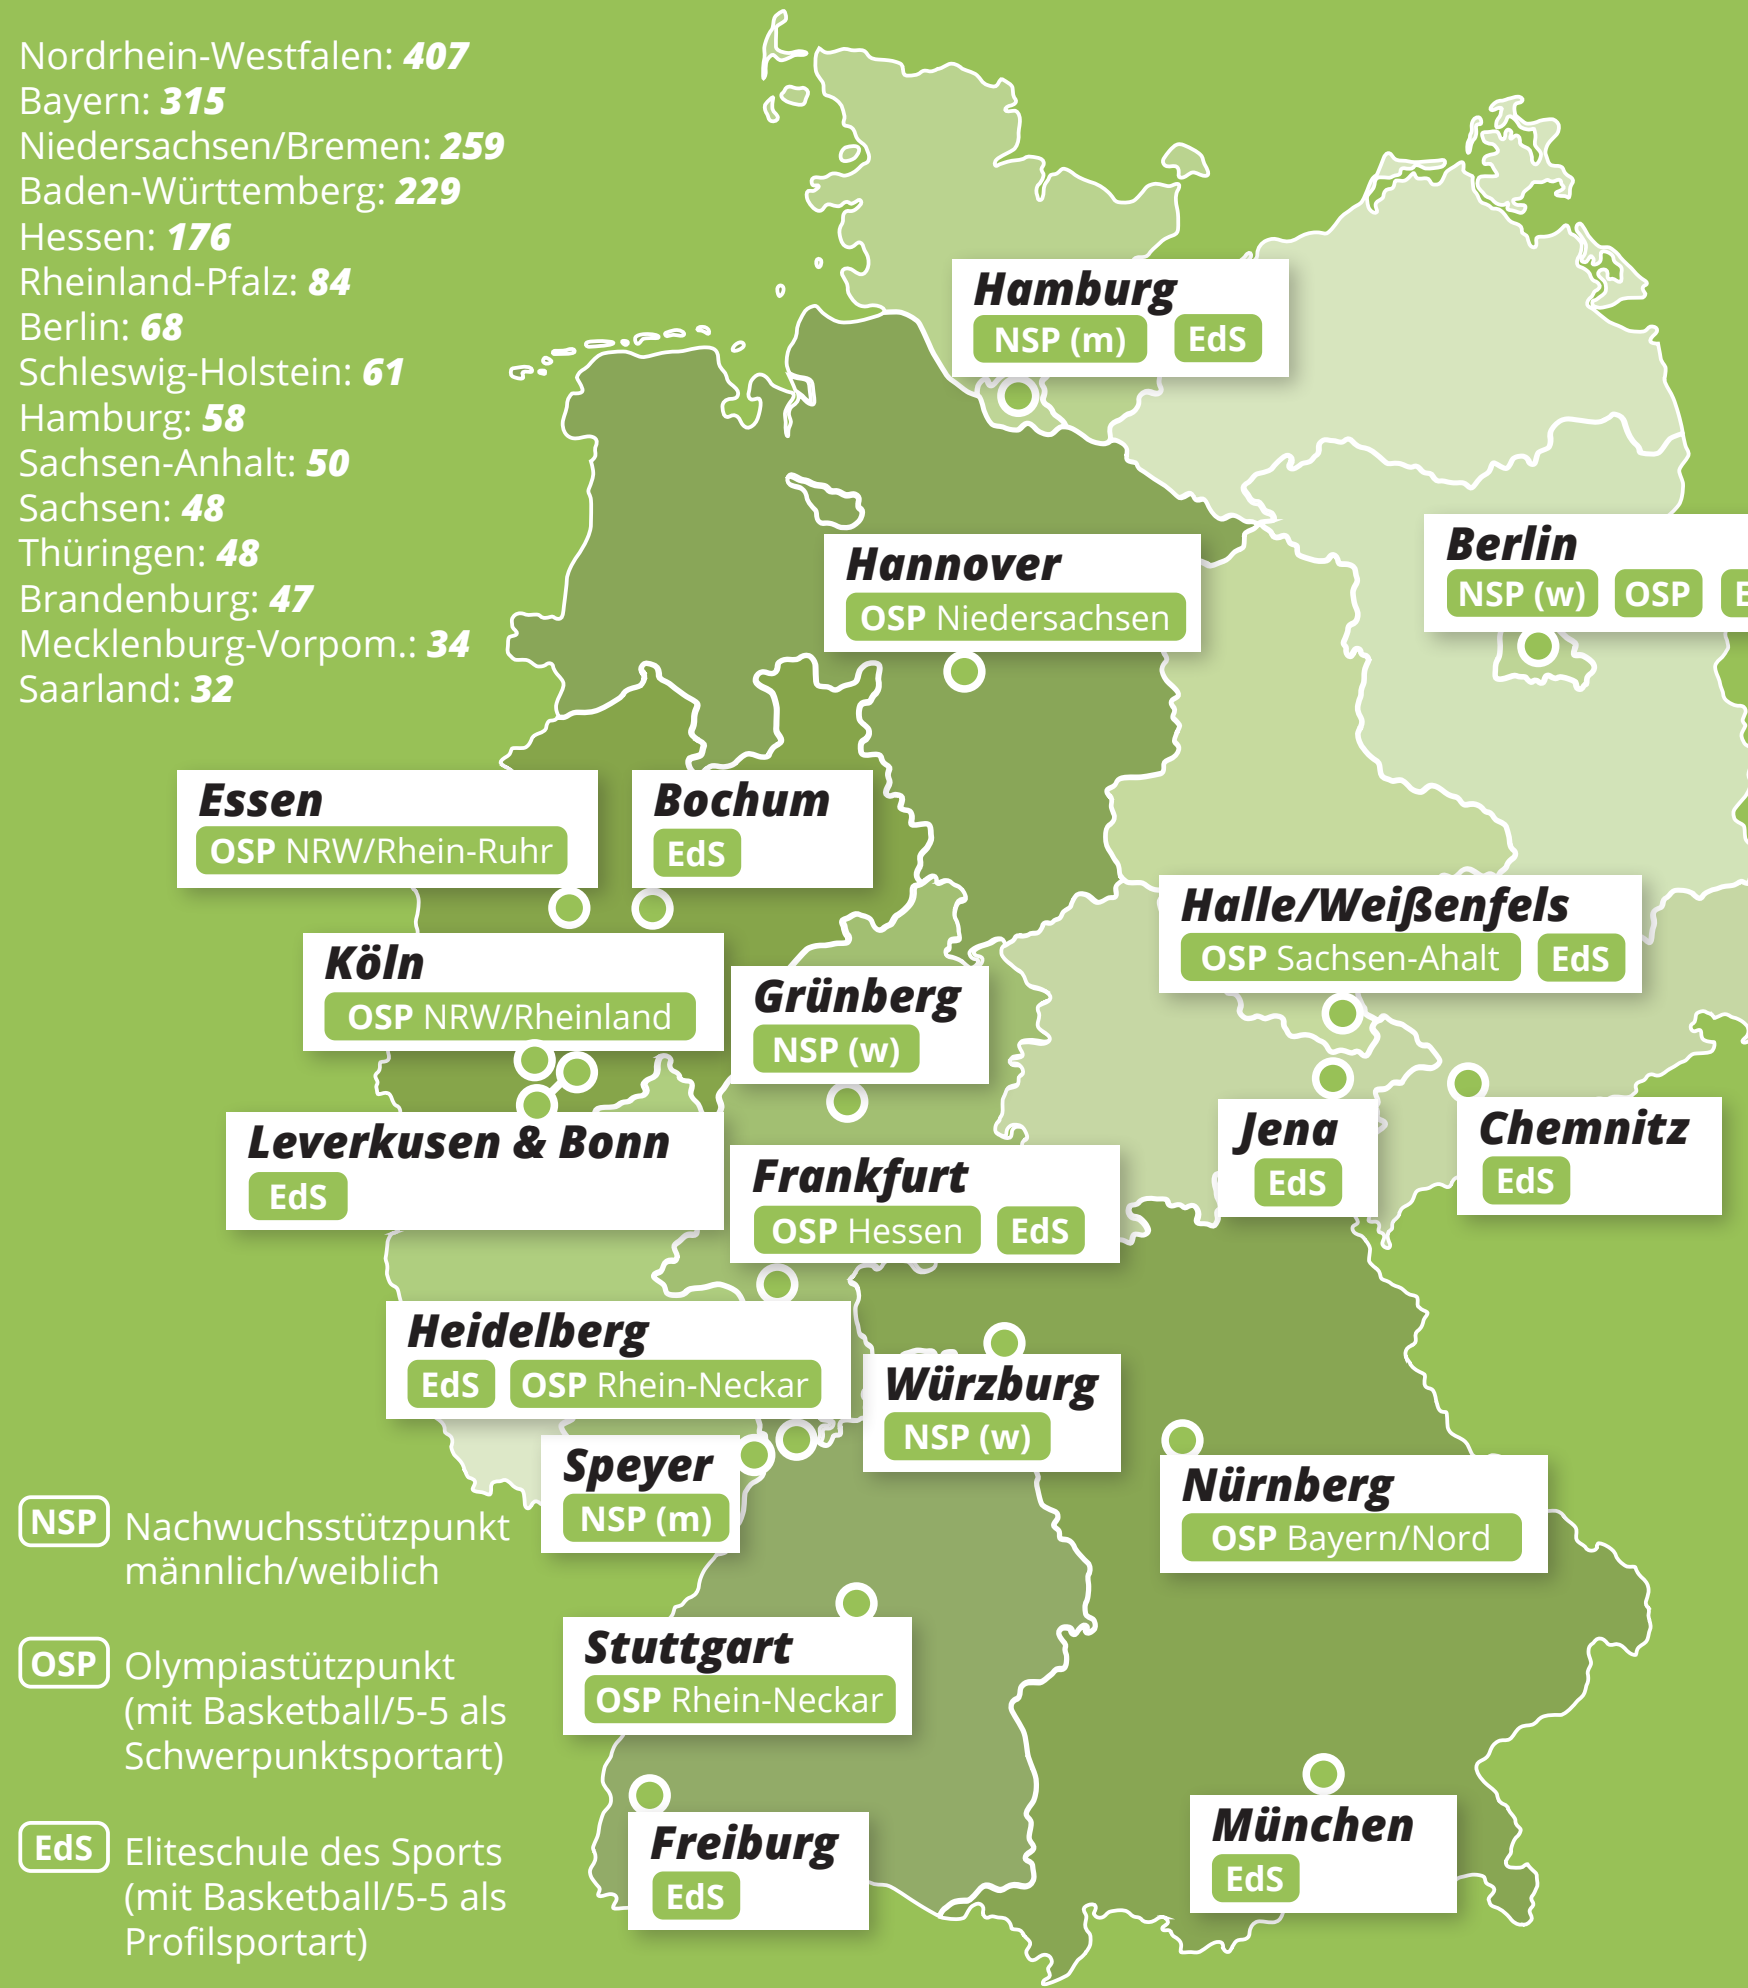 Nordrhein-Westfalen: 407
Bayern: 315
Niedersachsen/Bremen: 259
Baden-Württemberg: 229
Hessen: 176
Rheinland-Pfalz: 84
Berlin: 68
Schleswig-Holstein: 61
Hamburg: 58
Sachsen-Anhalt: 50
Sachsen: 48
Thüringen: 48
Brandenburg: 47
Mecklenburg-Vorpom.: 34
Saarland: 32
Hamburg
NSP (m) EdS
Hannover
OSP Niedersachsen
Berlin
NSP (w) OSP
Essen
OSP NRW/Rhein-Ruhr
Bochum
EdS
Halle/Weißenfels
OSP Sachsen-Ahalt EdS
Köln
OSP NRW/Rheinland
Grünberg
NSP (w)
Leverkusen & Bonn
EdS
Frankfurt
OSP Hessen EdS
Jena
EdS
Chemnitz
EdS
Heidelberg
EdS OSP Rhein-Neckar
Würzburg
NSP (w)
Speyer
NSP (m)
Nürnberg
OSP Bayern/Nord
Stuttgart
OSP Rhein-Neckar
Freiburg
EdS
München
EdS
NSP Nachwuchsstützpunkt
männlich/weiblich
OSP Olympiastützpunkt
(mit Basketball/5-5 als
Schwerpunktsportart)
EdS Eliteschule des Sports
(mit Basketball/5-5 als
Profilsportart)